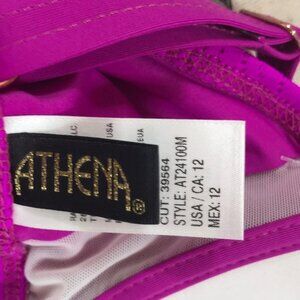 ATHENA
®
CUT: 39564
STYLE: AT24100M
USA / CA: 12
MEX: 12